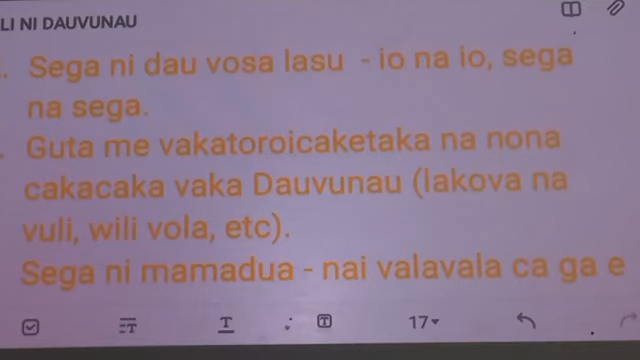 LI NI DAUVUNAU
. Sega ni dau vosa lasu - io na io, sega
na sega.
. Guta me vakatoroicaketaka na nona
cakacaka vaka Dauvunau (lakova na
vuli, wili vola, etc).
Sega ni mamadua - nai valavala ca ga e
17